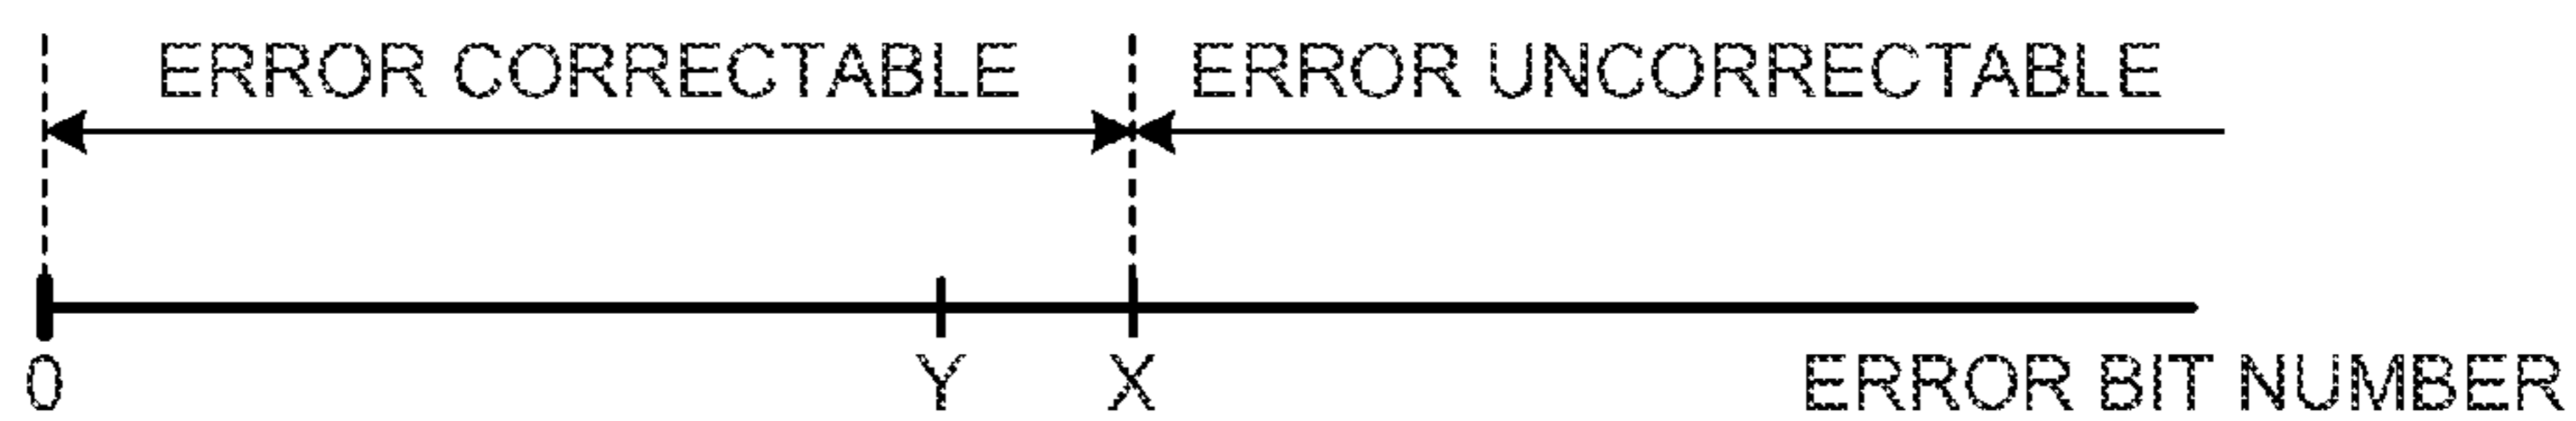 ERROR CORRECTABLE ERROR UNCORRECTABLE
0 Y X ERROR BIT NUMBER